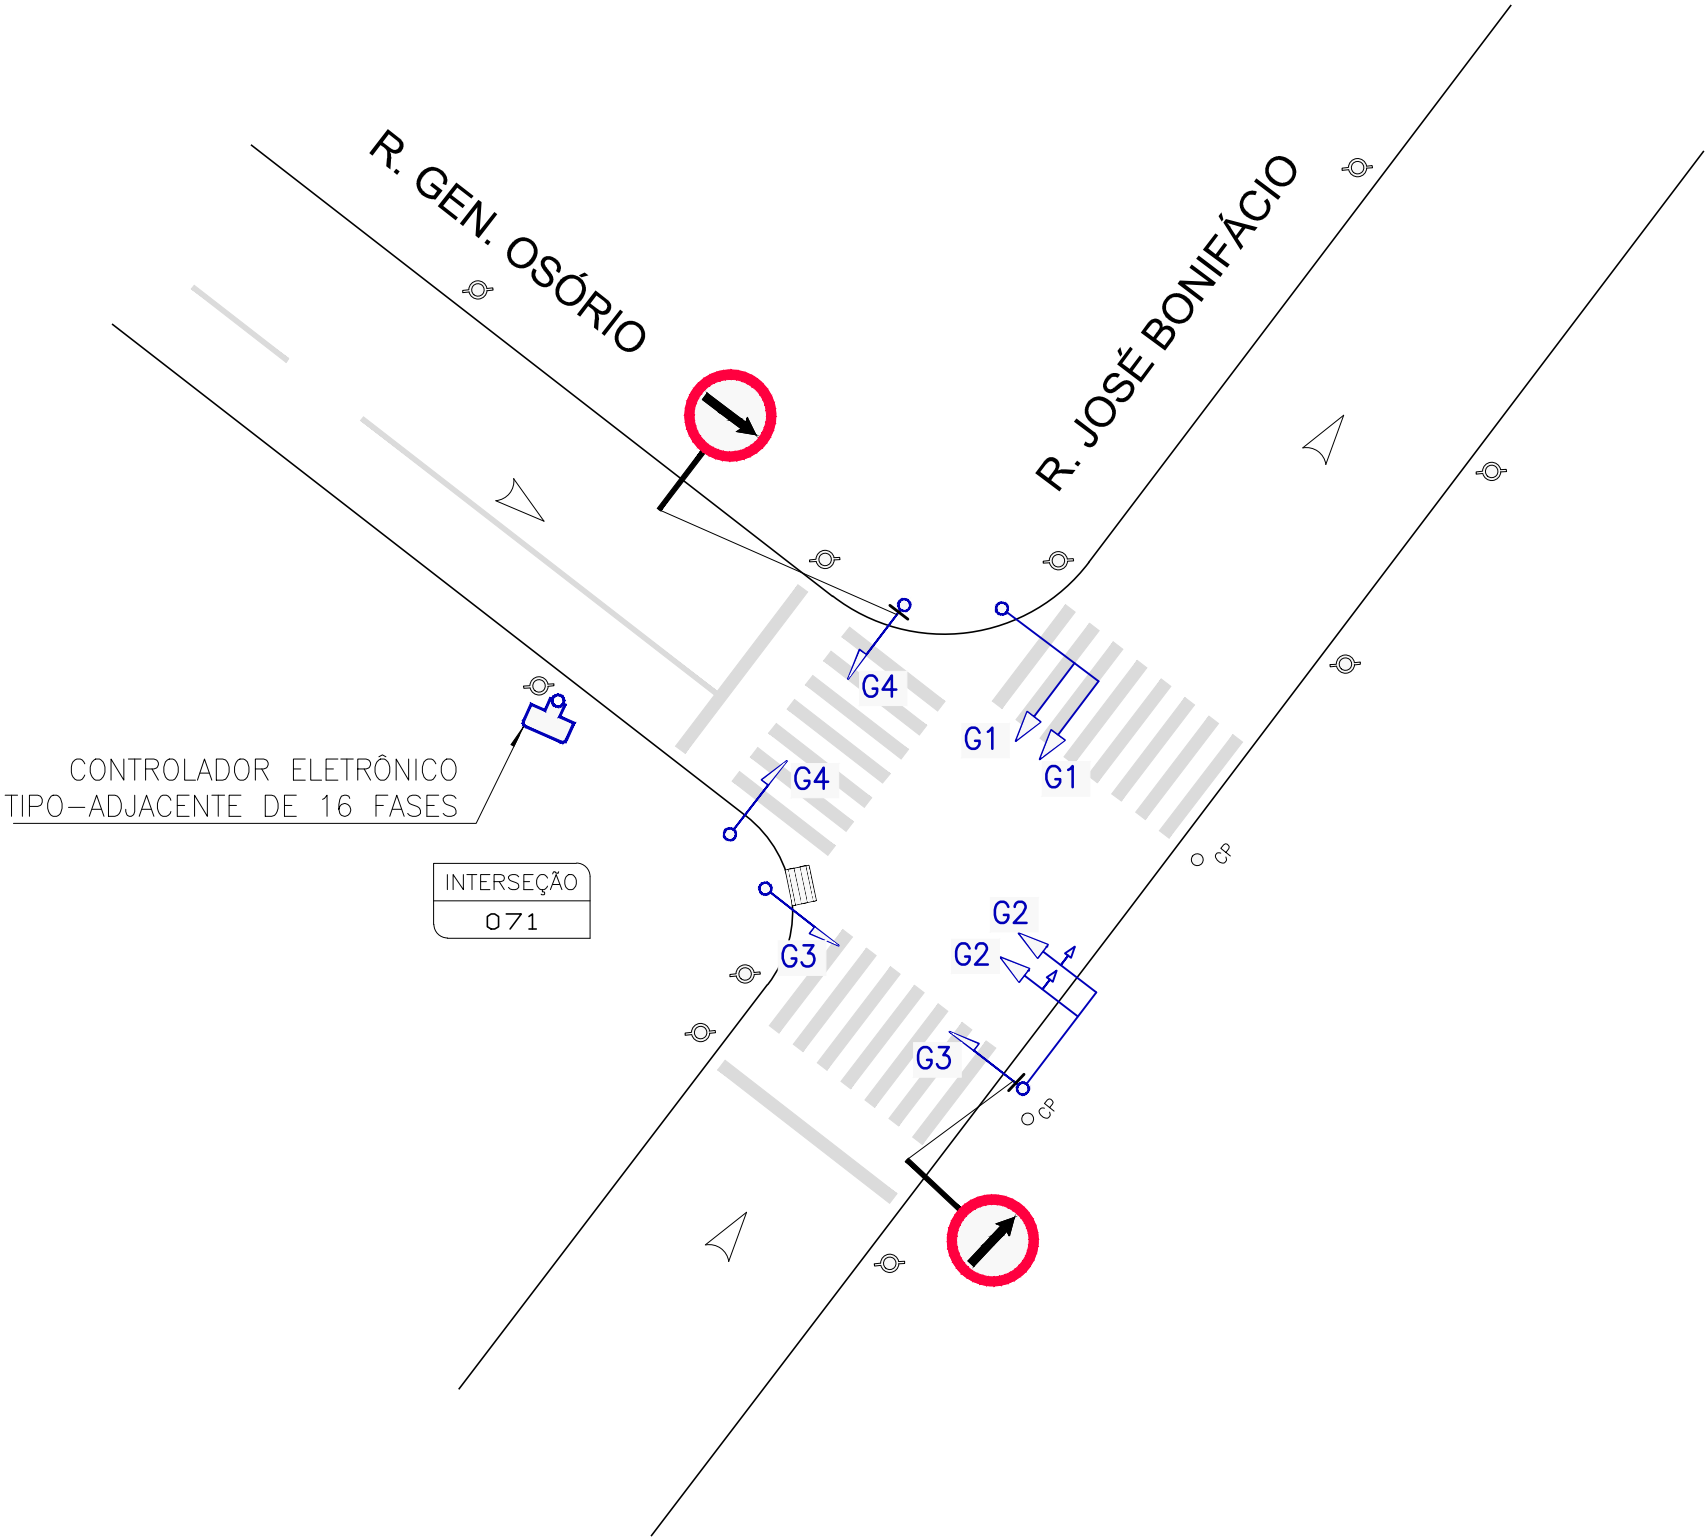 R. GEN. OSÓRIO
R. JOSÉ BONIFÁCIO
G4
G1
G1
CONTROLADOR ELETRÔNICO
TIPO-ADJACENTE DE 16 FASES
G4
INTERSEÇÃO
071
CP
G2
G2
G3
G3
CP